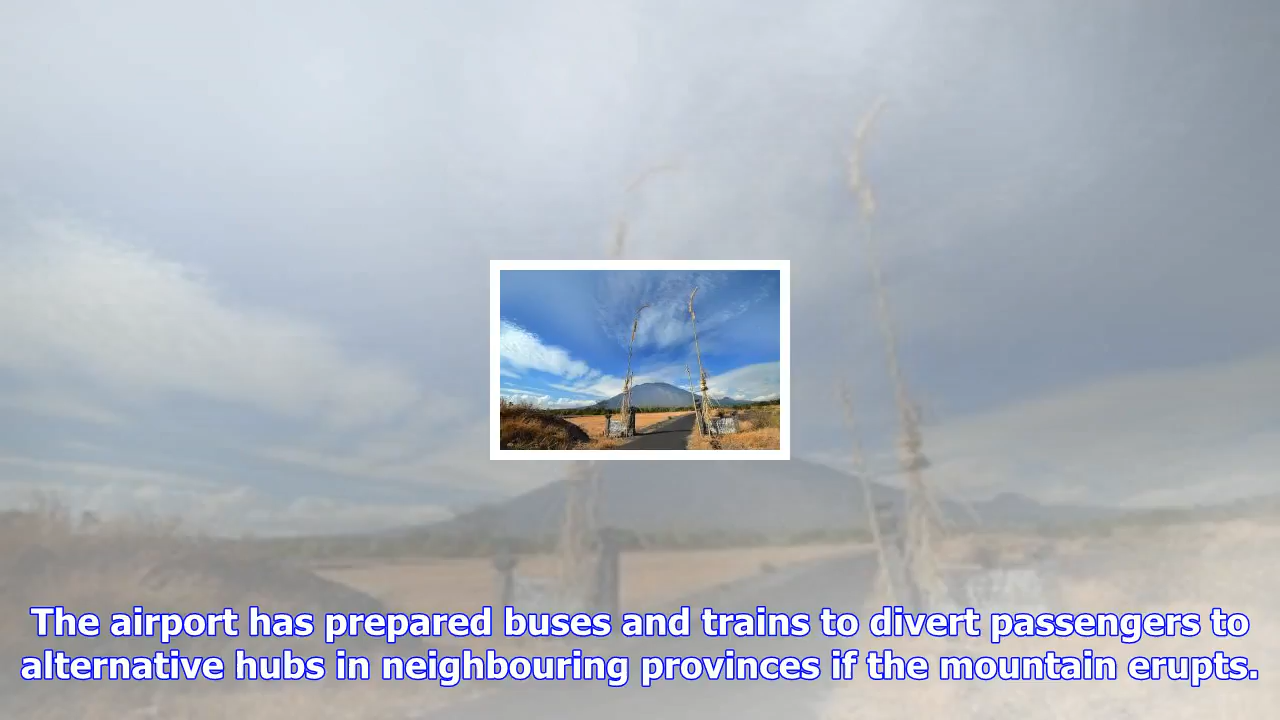 The airport has prepared buses and trains to divert passengers to
alternative hubs in neighbouring provinces if the mountain erupts.